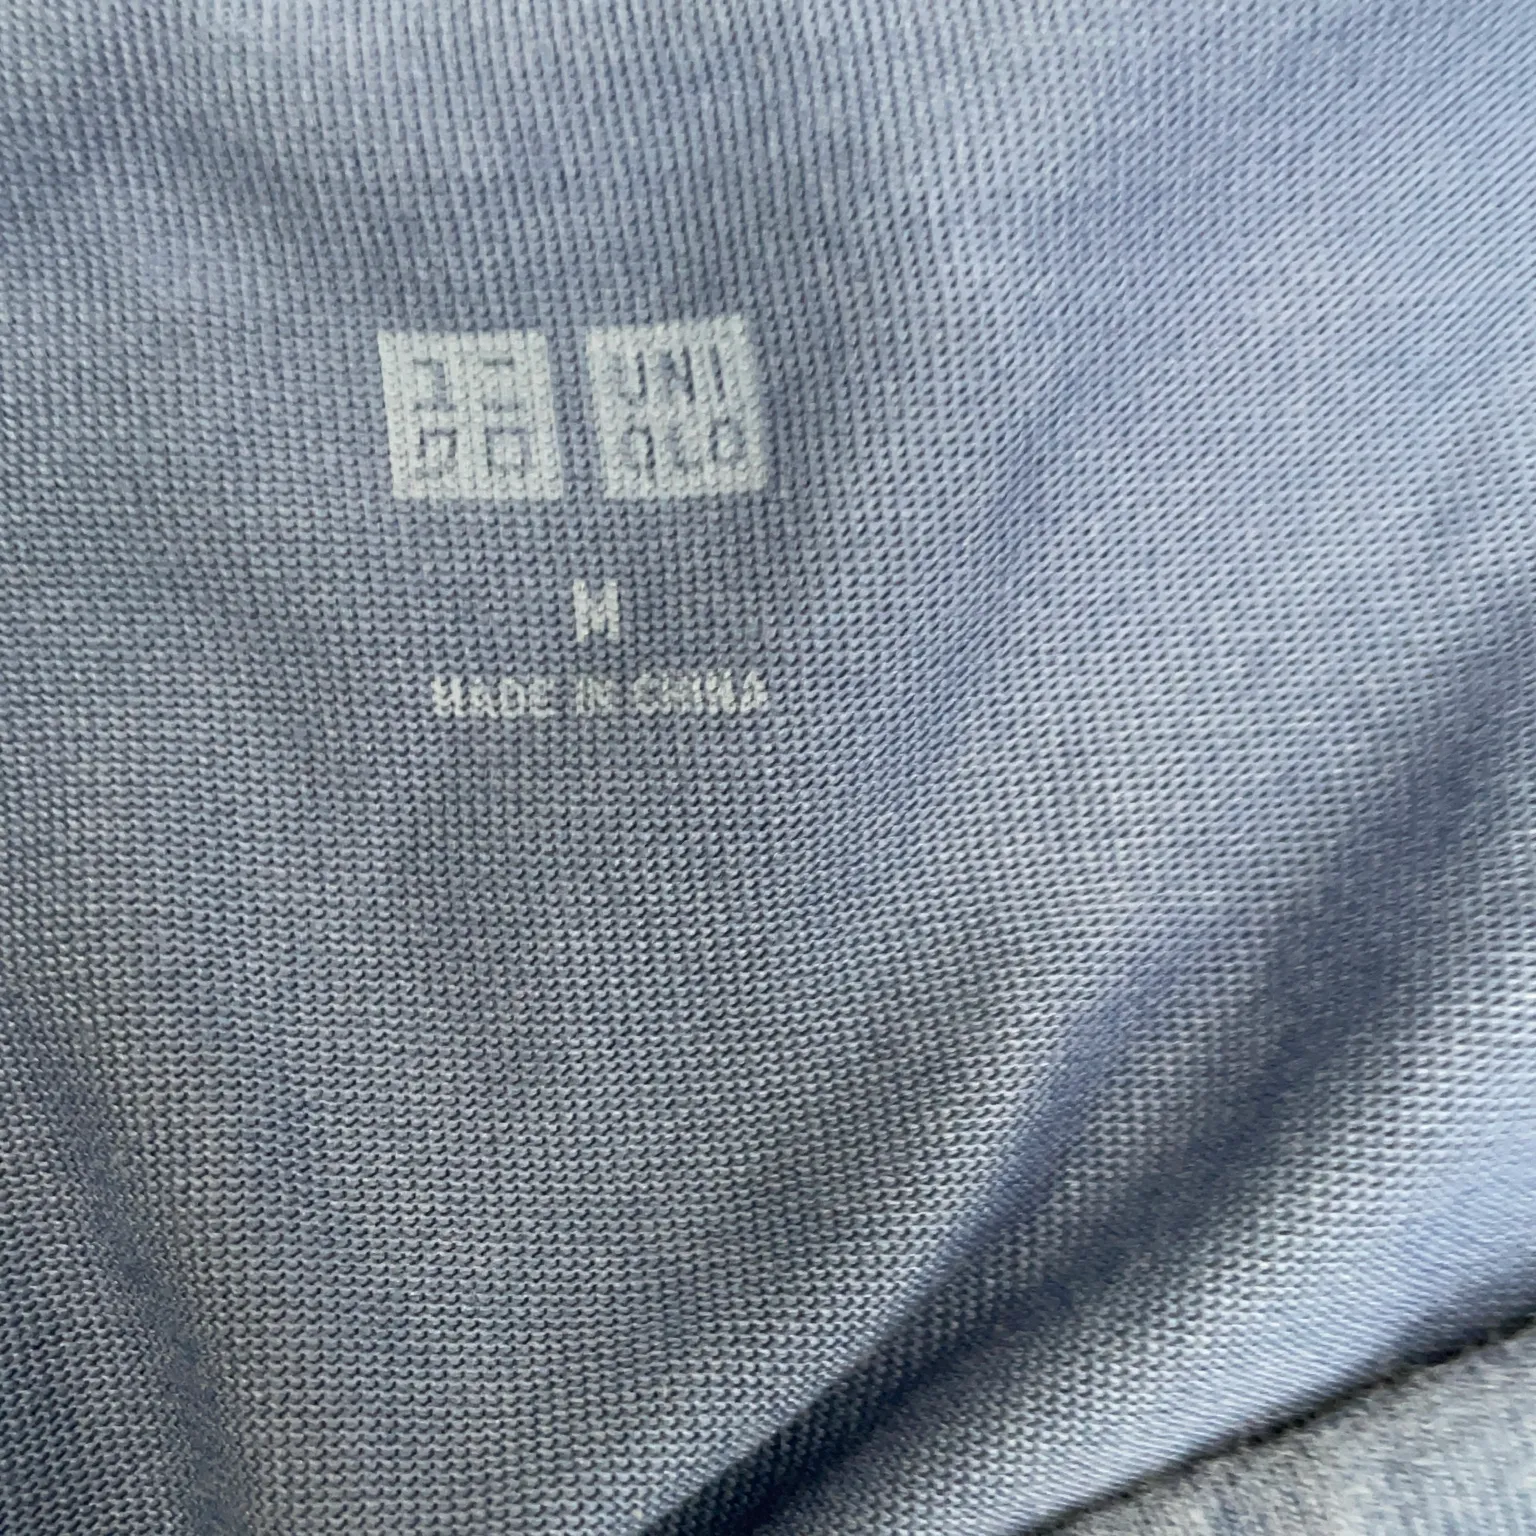 ユニ UNI
クロ QLO
M
MADE IN CHINA